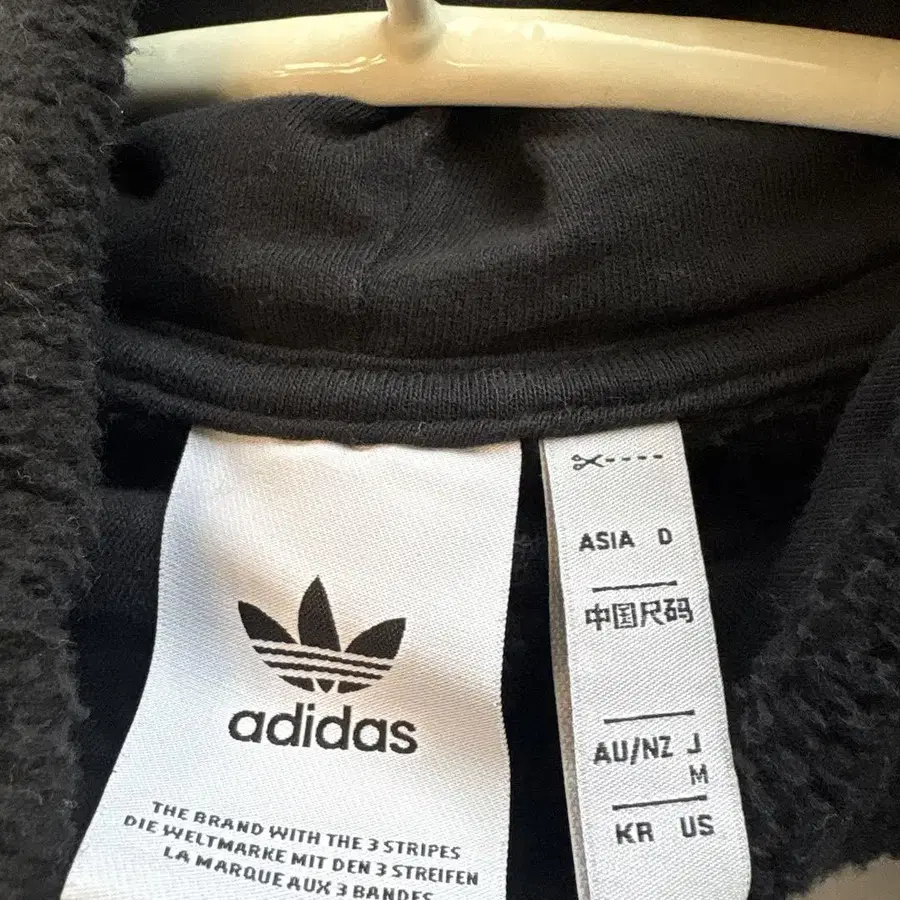 adidas
THE BRAND WITH THE 3 STRIPES
DIE WELTMARKE MIT DEN 3 STREIFEN
LA MARQUE AUX 3 BANDES
ASIA D
中国尺码
AU/NZ J
M
KR US